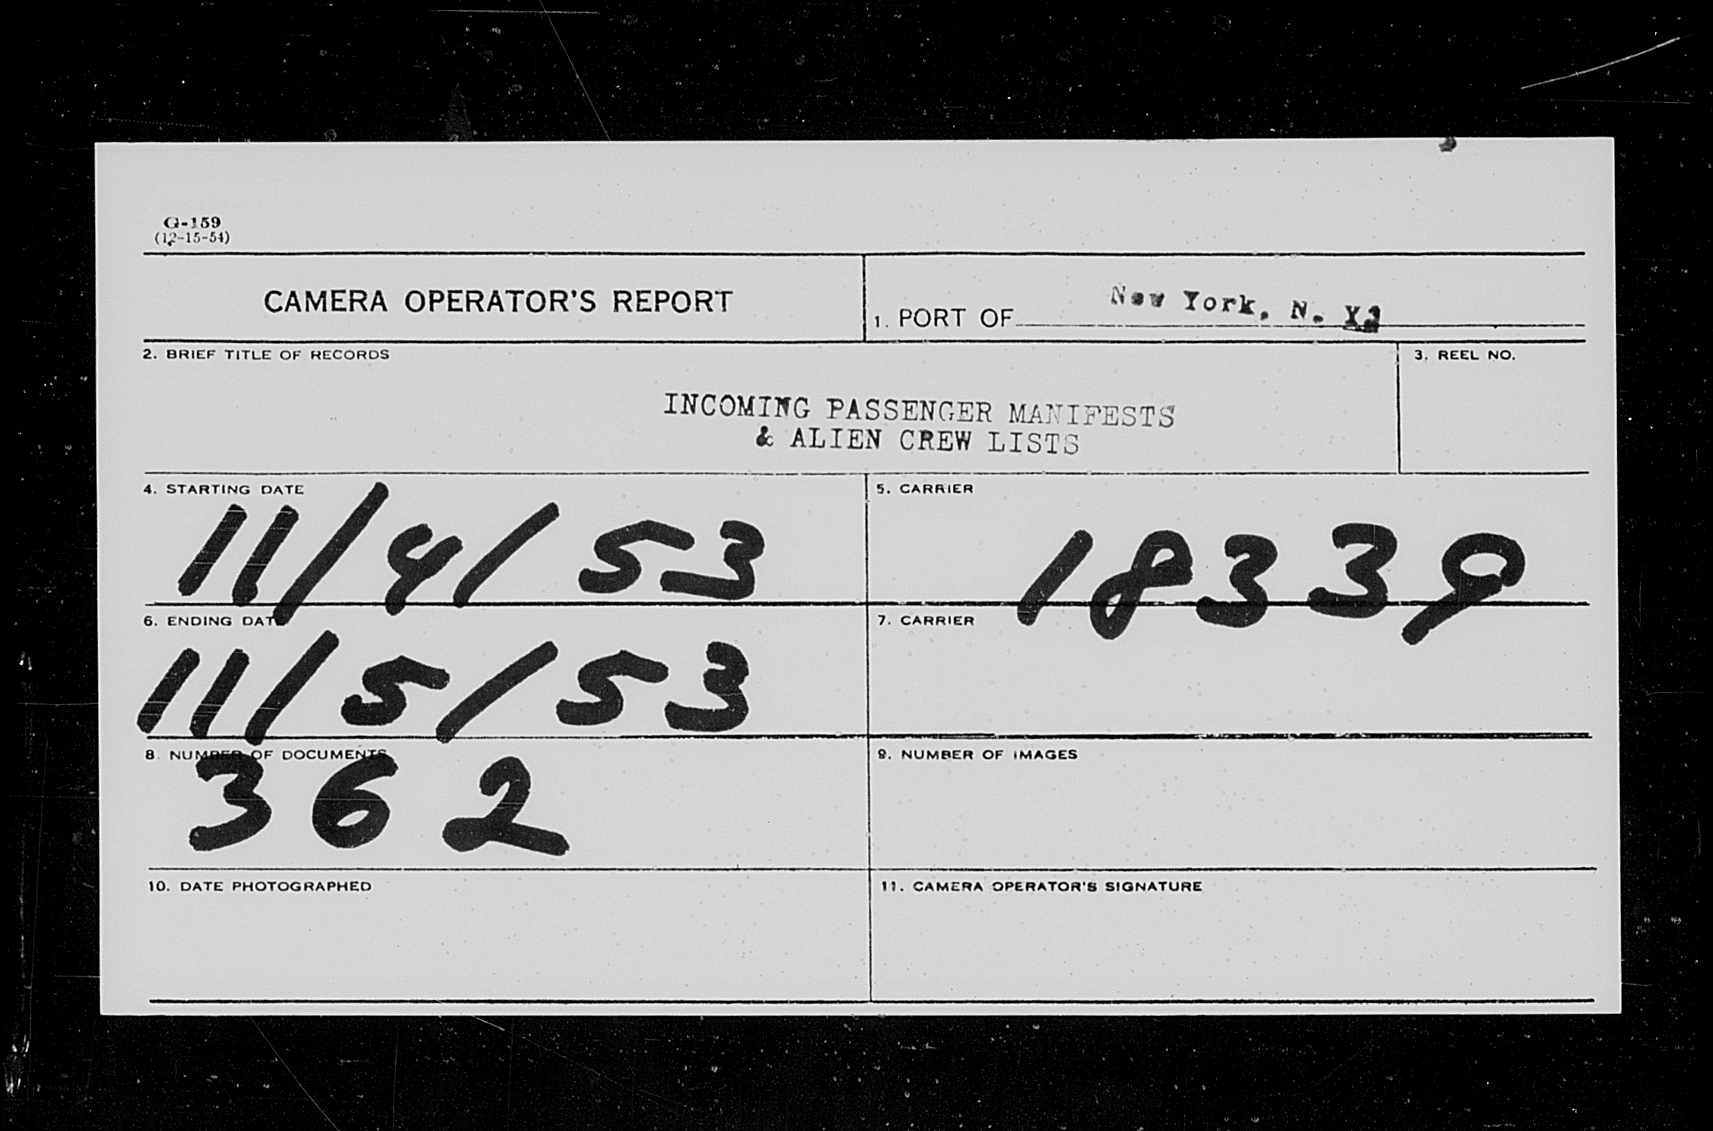 G-159
(12-15-54)
CAMERA OPERATOR'S REPORT
1. PORT OF New York, N. Y.
2. BRIEF TITLE OF RECORDS
INCOMING PASSENGER MANIFESTS
& ALIEN CREW LISTS
3. REEL NO.
4. STARTING DATE
11/4/53
5. CARRIER
18339
6. ENDING DATE
11/5/53
7. CARRIER
8. NUMBER OF DOCUMENTS
362
9. NUMBER OF IMAGES
10. DATE PHOTOGRAPHED
11. CAMERA OPERATOR'S SIGNATURE